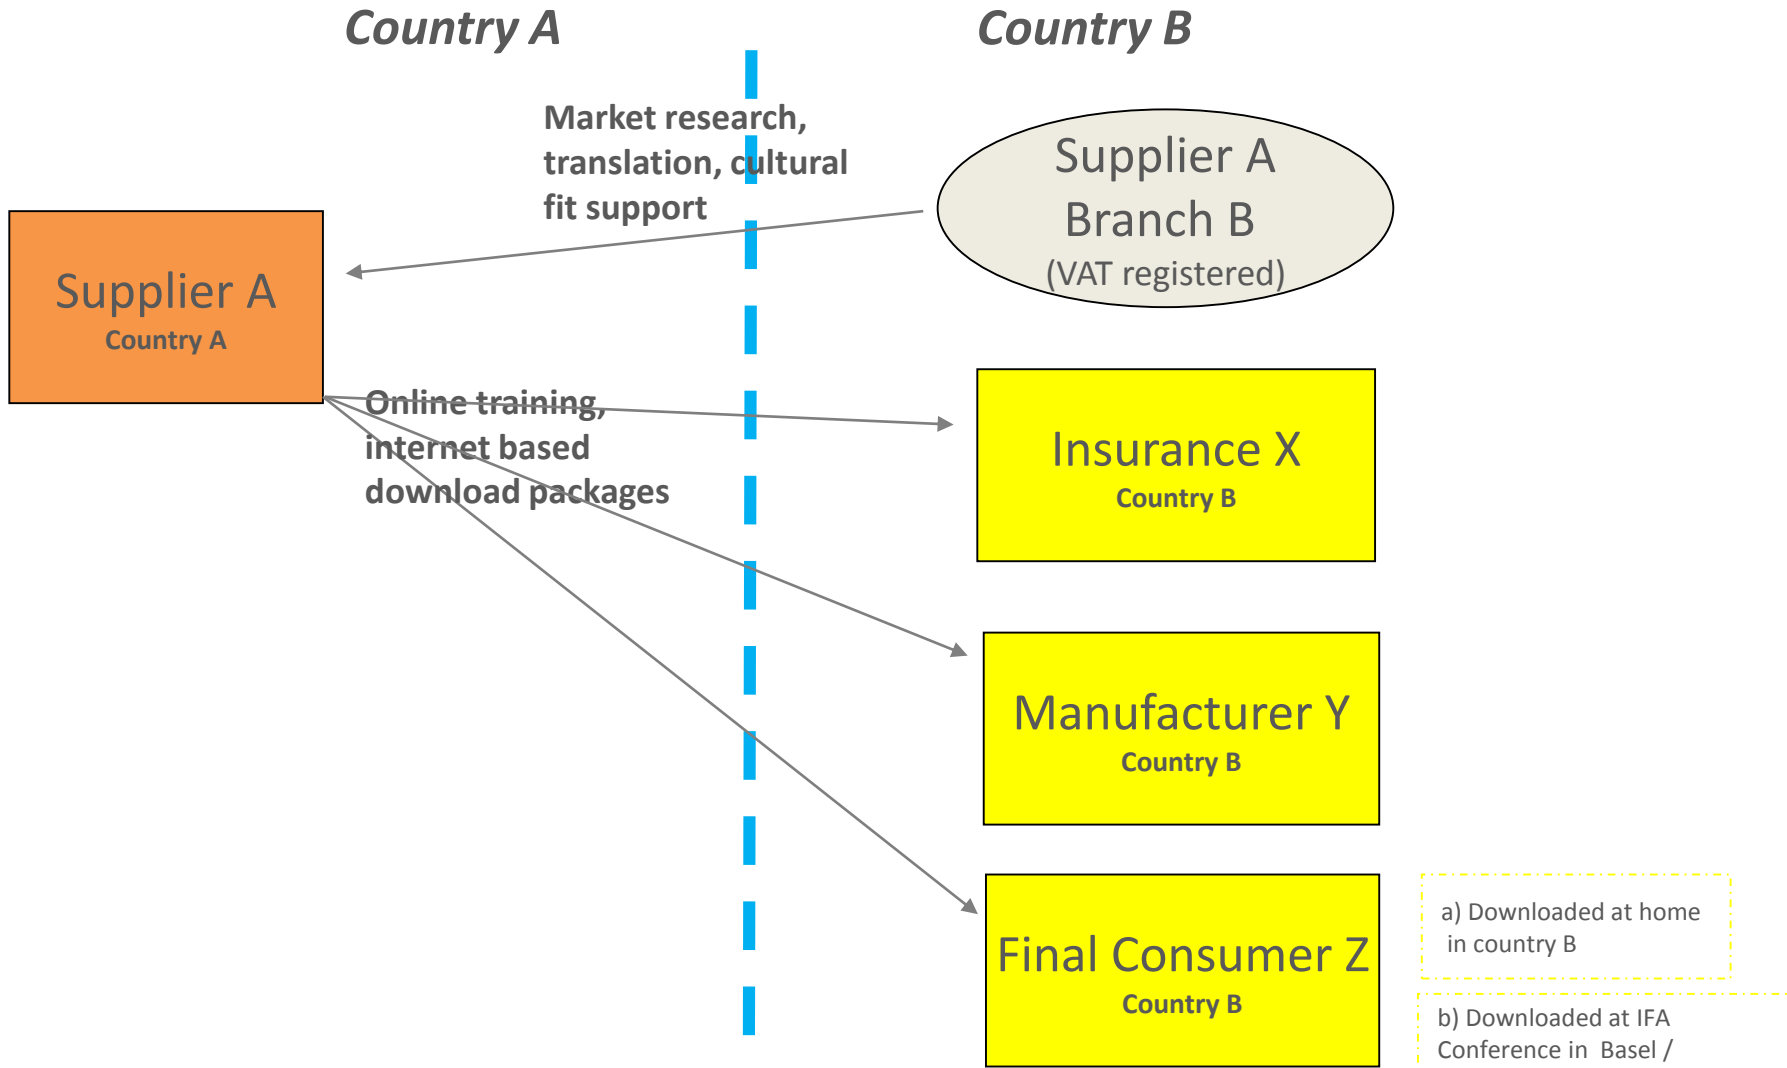 Country A
Country B
Market research,
translation, cultural
fit support
Supplier A
Branch B
(VAT registered)
Supplier A
Country A
Online training,
internet based
download packages
Insurance X
Country B
Manufacturer Y
Country B
Final Consumer Z
Country B
a) Downloaded at home
in country B
b) Downloaded at IFA
Conference in Basel /